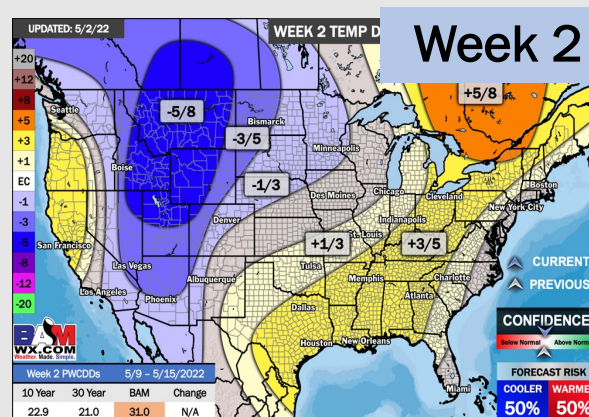 UPDATED: 5/2/22
WEEK 2 TEMP D
Week 2
+20
+12
+8
+5
+3
+1
EC
-1
-3
-5
-8
-12
-20
Seattle
-5/8
+5/8
Bismarck
-3/5
Minneapolis
Boise
-1/3
Boston
Des Moines
Chicago
Cleveland
New York City
Denver
Indianapolis
San Francisco
+1/3
St. Louis
+3/5
Las Vegas
Tulsa
Albuquerque
Memphis
Charlotte
CURRENT
Los Angeles
Phoenix
PREVIOUS
Atlanta
Dallas
Houston
New Orleans
CONFIDENCE
Below Normal
Above Norm
BAM
WX.COM
Weather. Made. Simple.
Miami
FORECAST RISK
COOLER
WARME
50%
50%
Week 2 PWCDDs
5/9 – 5/15/2022
10 Year
30 Year
BAM
Change
22.9
21.0
31.0
N/A